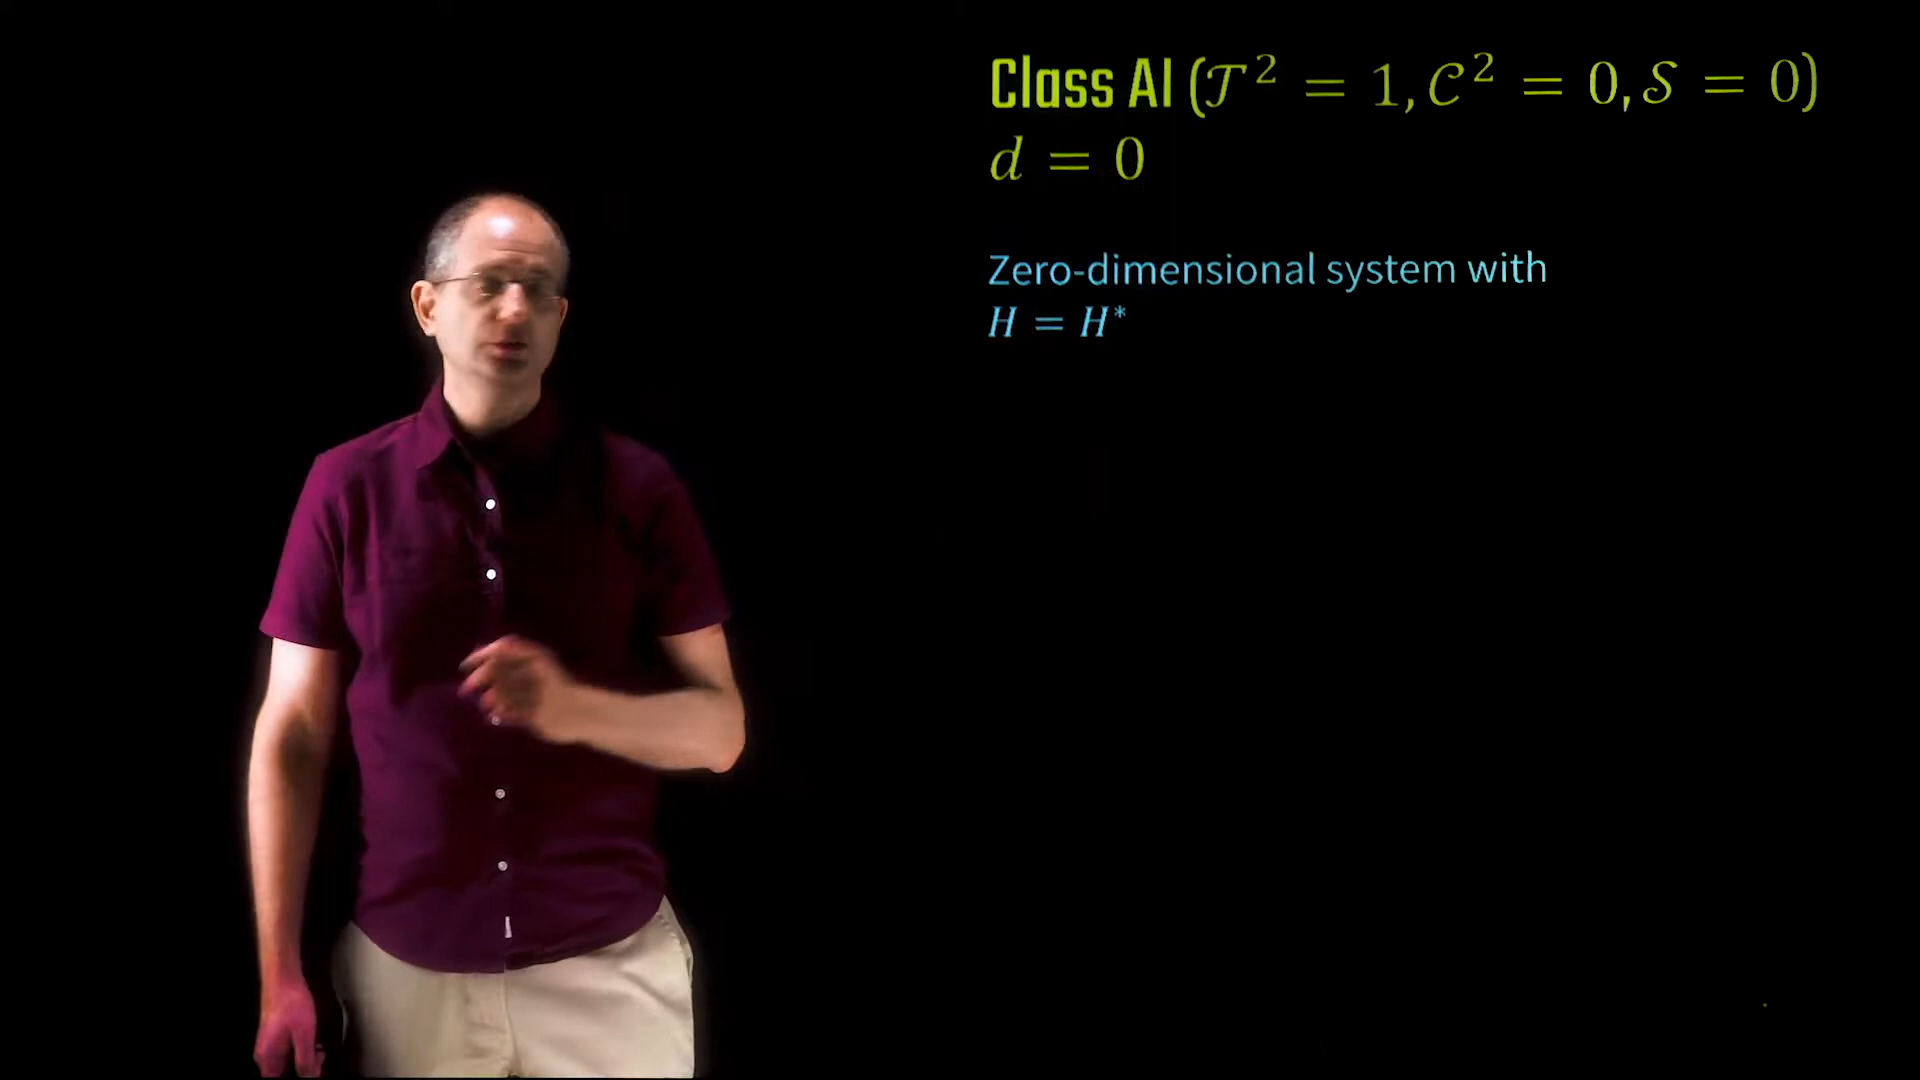 Class AI (𝒯² = 1, 𝒞² = 0, 𝒮 = 0)
d = 0
Zero-dimensional system with
H = H*